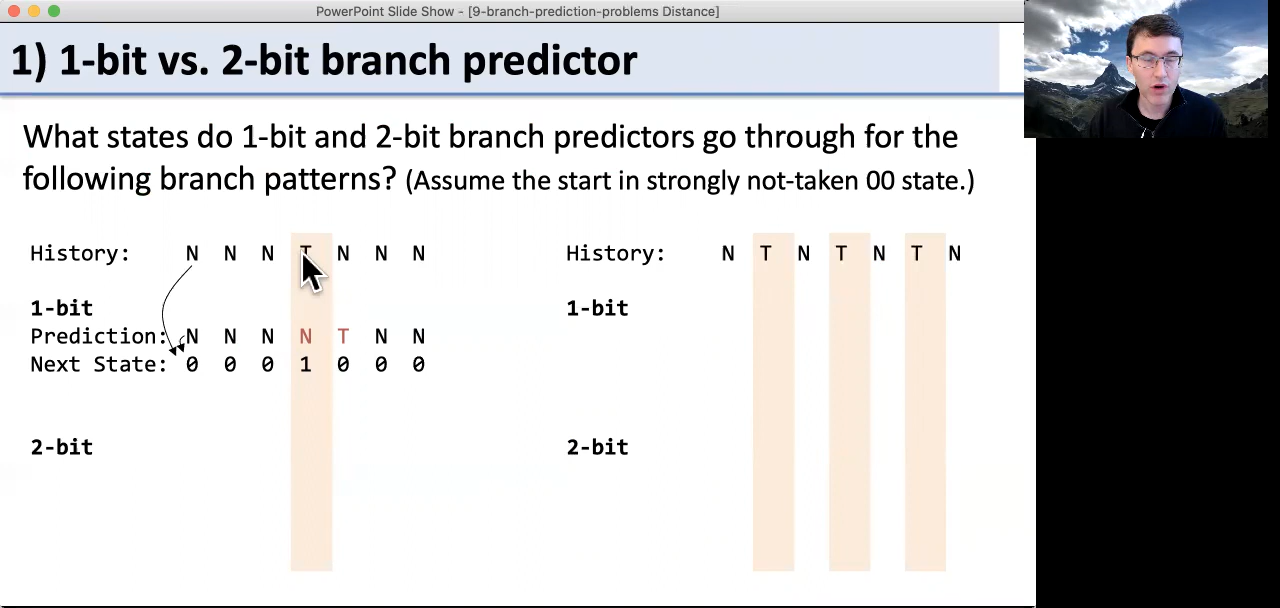 PowerPoint Slide Show - [9-branch-prediction-problems Distance]
1) 1-bit vs. 2-bit branch predictor
What states do 1-bit and 2-bit branch predictors go through for the
following branch patterns? (Assume the start in strongly not-taken 00 state.)
History: N N N T N N N
1-bit
Prediction: N N N N T N N
Next State: 0 0 0 1 0 0 0
2-bit
History: N T N T N T N
1-bit
2-bit